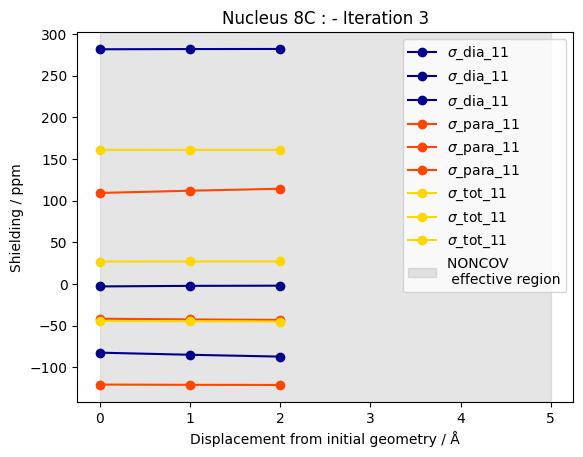 Nucleus 8C : - Iteration 3
300
250
200
150
100
50
0
−50
−100
Shielding / ppm
σ_dia_11
σ_dia_11
σ_dia_11
σ_para_11
σ_para_11
σ_para_11
σ_tot_11
σ_tot_11
σ_tot_11
NONCOV
effective region
0 1 2 3 4 5
Displacement from initial geometry / Å